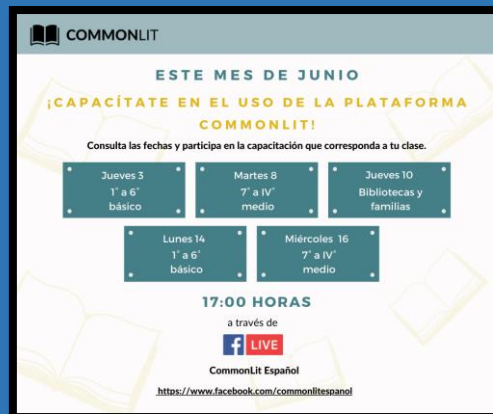 COMMONLIT
ESTE MES DE JUNIO
¡CAPACÍTATE EN EL USO DE LA PLATAFORMA
COMMONLIT!
Consulta las fechas y participa en la capacitación que corresponda a tu clase.
Jueves 3
1° a 6°
básico
Martes 8
7° a IV°
medio
Jueves 10
Bibliotecas y
familias
Lunes 14
1° a 6°
básico
Miércoles 16
7° a IV°
medio
17:00 HORAS
a través de
f LIVE
CommonLit Español
https://www.facebook.com/commonlitespanol